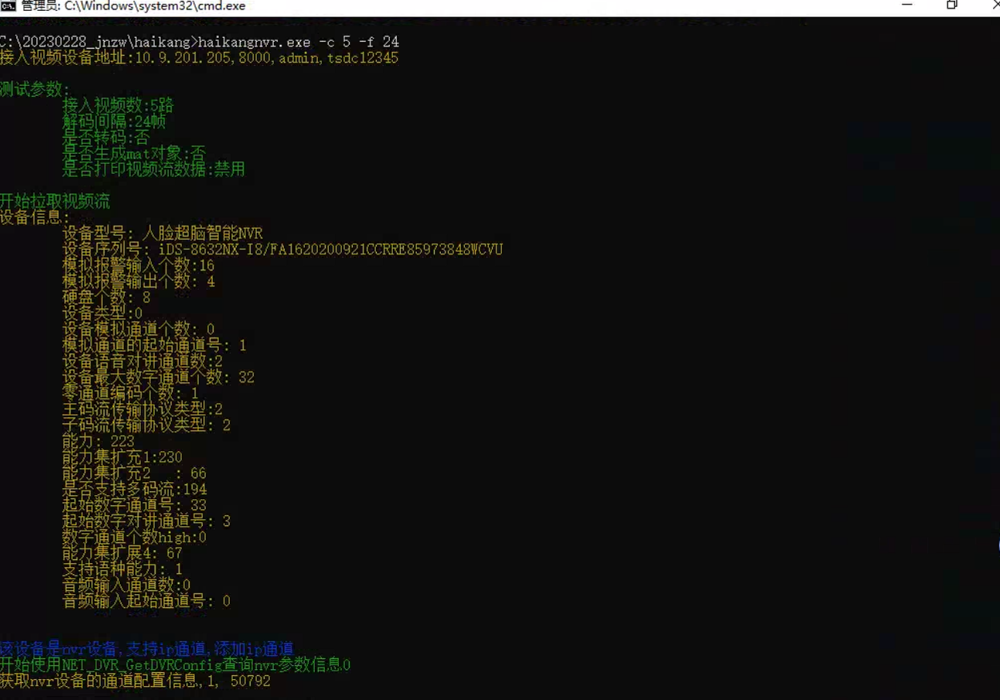 管理员: C:\Windows\system32\cmd.exe
C:\20230228_jnzw\haikang>haikangnvr.exe -c 5 -f 24
接入视频设备地址:10.9.201.205,8000,admin,tsdc12345
测试参数:
接入视频数:5路
解码间隔:24帧
是否转码:否
是否生成mat对象:否
是否打印视频流数据:禁用
开始拉取视频流
设备信息:
设备型号: 人脸超脑智能NVR
设备序列号: iDS-8632NX-I8/FA1620200921CCRRE85973848WCVU
模拟报警输入个数:16
模拟报警输出个数: 4
硬盘个数: 8
设备类型:0
设备模拟通道个数: 0
模拟通道的起始通道号: 1
设备语音对讲通道数:2
设备最大数字通道个数: 32
零通道编码个数: 1
主码流传输协议类型:2
子码流传输协议类型: 2
能力: 223
能力集扩充1:230
能力集扩充2   : 66
是否支持多码流:194
起始数字通道号: 33
起始数字对讲通道号: 3
数字通道个数high:0
能力集扩展4: 67
支持语种能力: 1
音频输入通道数:0
音频输入起始通道号: 0
该设备是nvr设备,支持ip通道,添加ip通道
开始使用NET_DVR_GetDVRConfig查询nvr参数信息0
获取nvr设备的通道配置信息,1, 50792